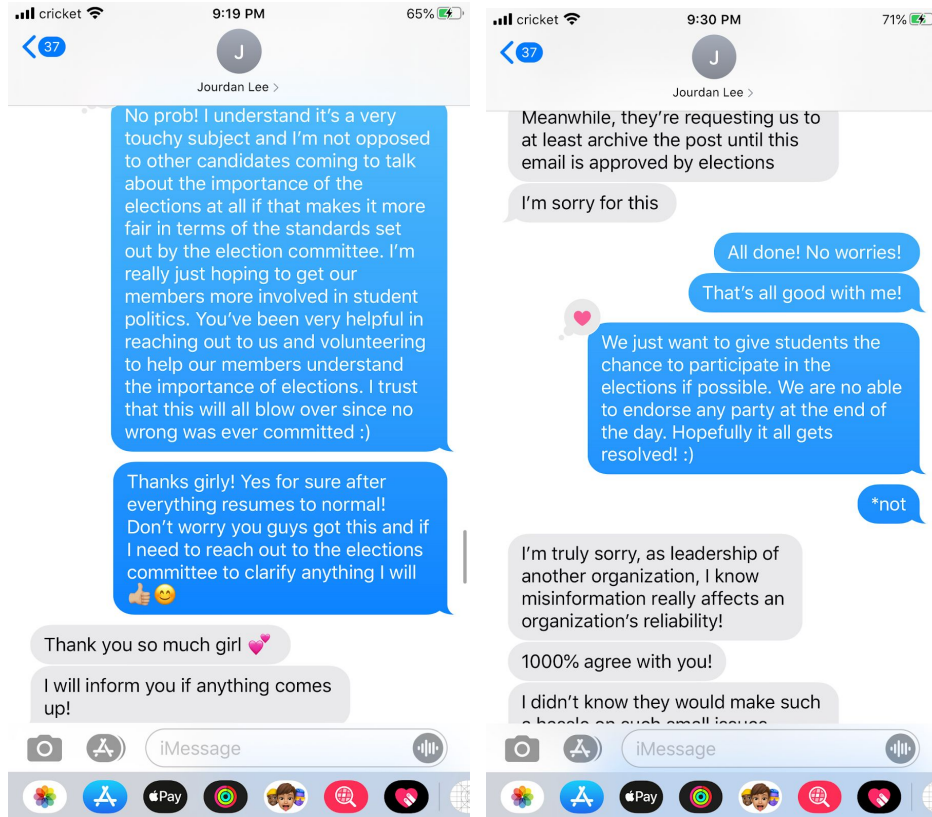 cricket
9:19 PM
65%
37
J
Jourdan Lee >
No prob! I understand it's a very
touchy subject and I'm not opposed
to other candidates coming to talk
about the importance of the
elections at all if that makes it more
fair in terms of the standards set
out by the election committee. I'm
really just hoping to get our
members more involved in student
politics. You've been very helpful in
reaching out to us and volunteering
to help our members understand
the importance of elections. I trust
that this will all blow over since no
wrong was ever committed :)
Thanks girly! Yes for sure after
everything resumes to normal!
Don't worry you guys got this and if
I need to reach out to the elections
committee to clarify anything I will
👍🏼😊
Thank you so much girl 💕
I will inform you if anything comes
up!
iMessage
Pay
cricket
9:30 PM
71%
37
J
Jourdan Lee >
Meanwhile, they're requesting us to
at least archive the post until this
email is approved by elections
I'm sorry for this
All done! No worries!
That's all good with me!
We just want to give students the
chance to participate in the
elections if possible. We are no able
to endorse any party at the end of
the day. Hopefully it all gets
resolved! :)
*not
I'm truly sorry, as leadership of
another organization, I know
misinformation really affects an
organization's reliability!
1000% agree with you!
I didn't know they would make such
a hassle on such small issues
iMessage
Pay